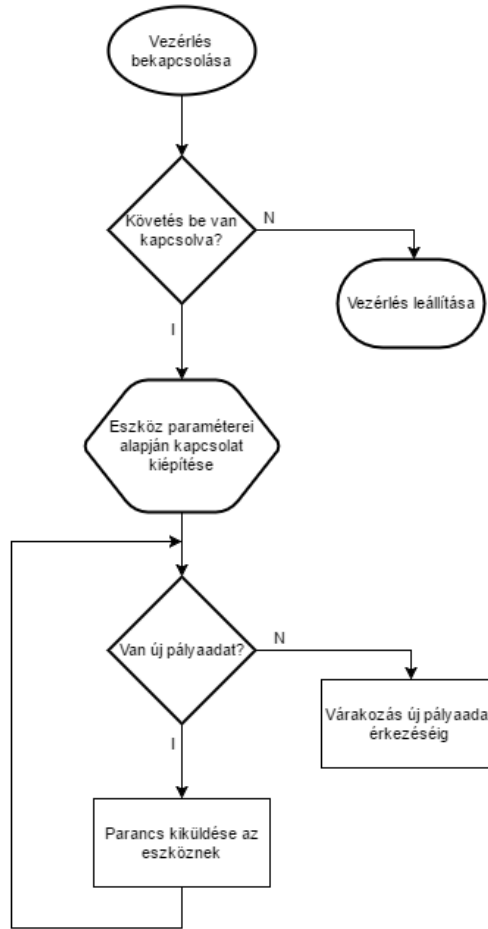 Vezérlés
bekapcsolása
Követés be van
kapcsolva?
N
Vezérlés leállítása
I
Eszköz paraméterei
alapján kapcsolat
kiépítése
Van új pályaadat?
N
Várakozás új pályaada
érkezéséig
I
Parancs kiküldése az
eszköznek